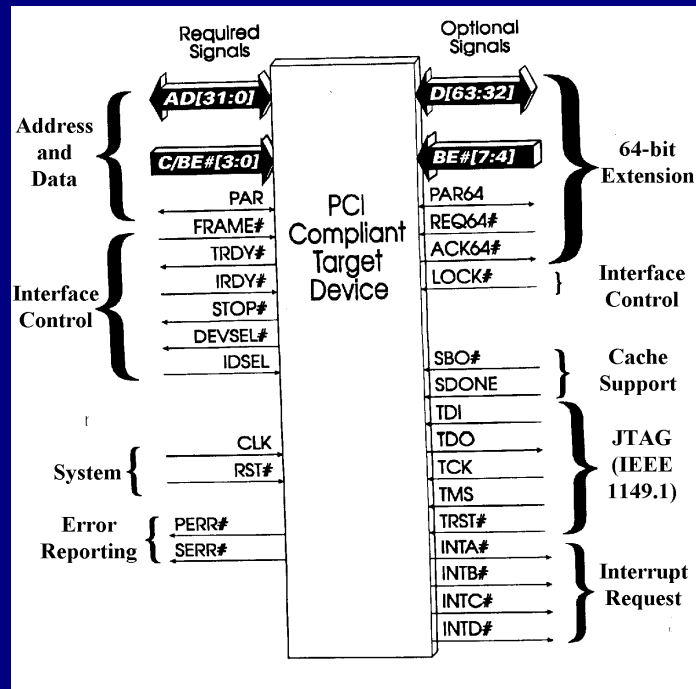 Required
Signals
Optional
Signals
Address
and
Data
AD[31:0]
C/BE#[3:0]
PAR
Interface
Control
FRAME#
TRDY#
IRDY#
STOP#
DEVSEL#
IDSEL
System
CLK
RST#
Error
Reporting
PERR#
SERR#
PCI
Compliant
Target
Device
D[63:32]
BE#[7:4]
PAR64
REQ64#
ACK64#
64-bit
Extension
LOCK#
Interface
Control
SBO#
SDONE
Cache
Support
TDI
TDO
TCK
TMS
TRST#
JTAG
(IEEE
1149.1)
INTA#
INTB#
INTC#
INTD#
Interrupt
Request